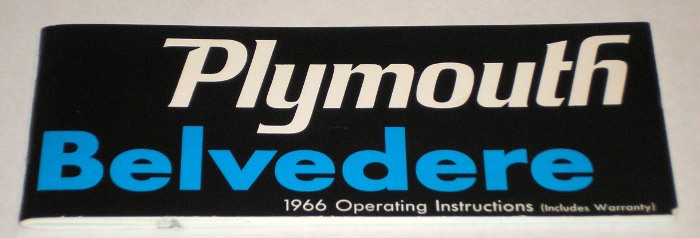 Plymouth
Belvedere
1966 Operating Instructions (Includes Warranty)